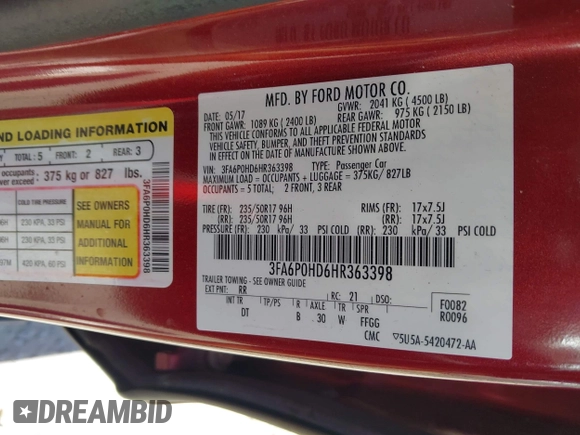 ND LOADING INFORMATION
TOTAL : 5 FRONT: 2 REAR: 3
occupants
exceed : 375 kg or 827 lbs.
SEE OWNERS
MANUAL FOR
ADDITIONAL
INFORMATION
230 KPA, 33 PSI
230 KPA, 33 PSI
420 KPA, 60 PSI
3FA6P0HD6HR363398
MFD. BY FORD MOTOR CO.
DATE: 05/17 GVWR: 2041 KG ( 4500 LB)
FRONT GAWR: 1089 KG ( 2400 LB) REAR GAWR: 975 KG ( 2150 LB)
THIS VEHICLE CONFORMS TO ALL APPLICABLE FEDERAL MOTOR
VEHICLE SAFETY, BUMPER, AND THEFT PREVENTION STANDARDS
IN EFFECT ON THE DATE OF MANUFACTURE SHOWN ABOVE.
VIN: 3FA6P0HD6HR363398 TYPE: Passenger Car
MAXIMUM LOAD = OCCUPANTS + LUGGAGE = 375KG/ 827LB
OCCUPANTS = 5 TOTAL: 2 FRONT, 3 REAR
TIRE (FR): 235/50R17 96H RIMS (FR): 17x7.5J
(RR): 235/50R17 96H (RR): 17x7.5J
PRESSURE (FR): 230 kPa/ 33 PSI COLD (RR): 230 kPa/ 33 PSI COLD
3FA6P0HD6HR363398
TRAILER TOWING - SEE OWNER GUIDE
EXT PNT: RR RC: 21 DSO: F0082
INT TR TP/PS R AXLE TR SPR R0096
DT B 30 W FFGG
CMC ▽5U5A-5420472-AA
DREAMBID